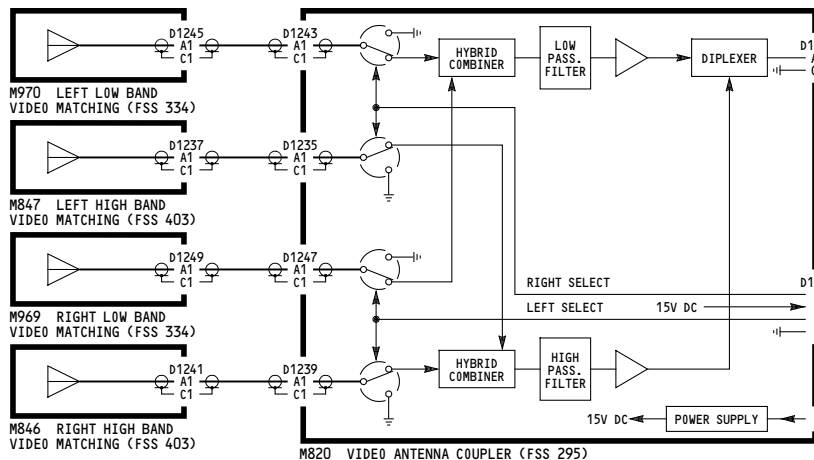 D1245
A1
C1
D1243
A1
C1
HYBRID
COMBINER
LOW
PASS.
FILTER
DIPLEXER
D1
A
C
M970 LEFT LOW BAND
VIDEO MATCHING (FSS 334)
D1237
A1
C1
D1235
A1
C1
M847 LEFT HIGH BAND
VIDEO MATCHING (FSS 403)
D1249
A1
C1
D1247
A1
C1
RIGHT SELECT
D1
LEFT SELECT
15V DC
M969 RIGHT LOW BAND
VIDEO MATCHING (FSS 334)
D1241
A1
C1
D1239
A1
C1
HYBRID
COMBINER
HIGH
PASS.
FILTER
15V DC
POWER SUPPLY
M846 RIGHT HIGH BAND
VIDEO MATCHING (FSS 403)
M820 VIDEO ANTENNA COUPLER (FSS 295)